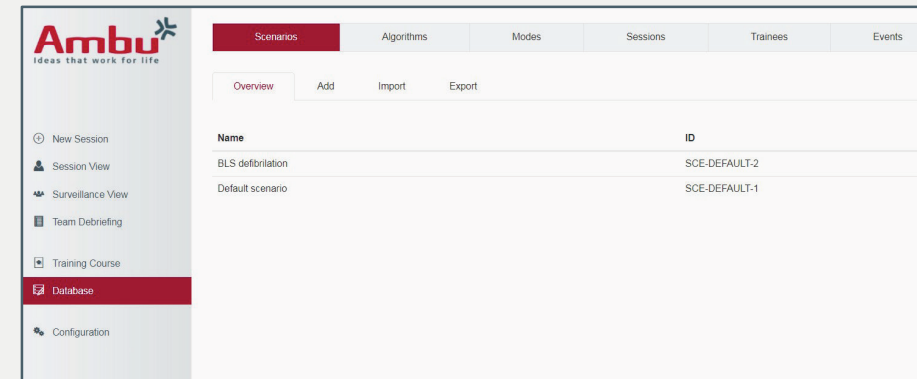 Ambu
Ideas that work for life
New Session
Session View
Surveillance View
Team Debriefing
Training Course
Database
Configuration
Scenarios Algorithms Modes Sessions Trainees Events
Overview Add Import Export
Name ID
BLS defibrilation SCE-DEFAULT-2
Default scenario SCE-DEFAULT-1